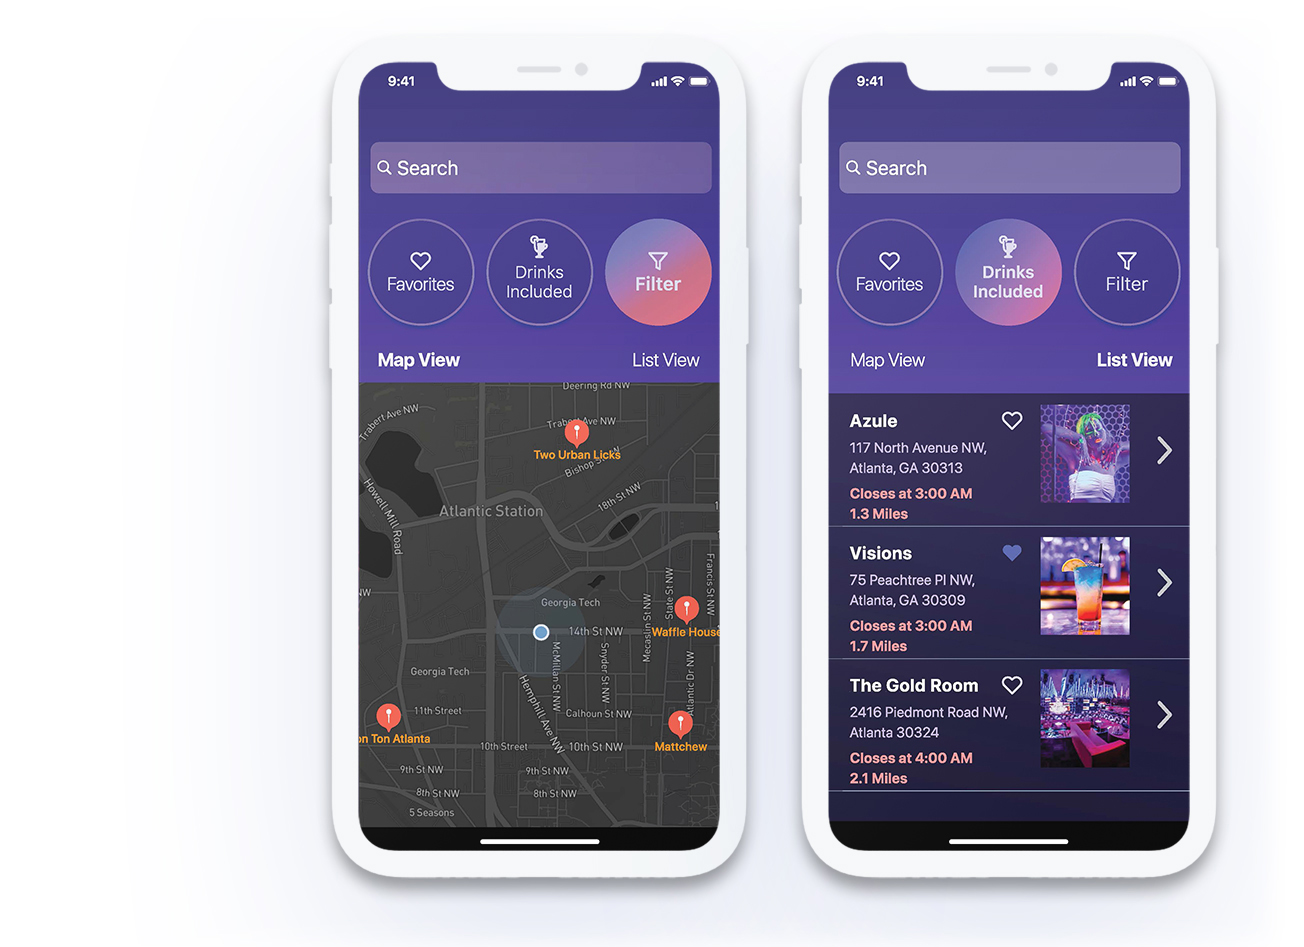 9:41
Search
Favorites
Drinks
Included
Filter
Map View
List View
Deering Rd NW
Trabert Ave NW
Trabert Ave NW
Two Urban Licks
Bishop St NW
18th St NW
Howell Mill Road
Atlantic Station
Francis St NW
State St NW
NW
Georgia Tech
14th St NW
Waffle House
Mecaslin St NW
McMillan St NW
Snyder St NW
Atlantic Dr NW
Georgia Tech
Hemphill Ave NW
11th Street
Calhoun St NW
on Ton Atlanta
Mattchew
10th Street
10th St NW
9th St NW
9th St NW
8th St NW
8th St NW
5 Seasons
9:41
Search
Favorites
Drinks
Included
Filter
Map View
List View
Azule
117 North Avenue NW,
Atlanta, GA 30313
Closes at 3:00 AM
1.3 Miles
Visions
75 Peachtree Pl NW,
Atlanta, GA 30309
Closes at 3:00 AM
1.7 Miles
The Gold Room
2416 Piedmont Road NW,
Atlanta 30324
Closes at 4:00 AM
2.1 Miles